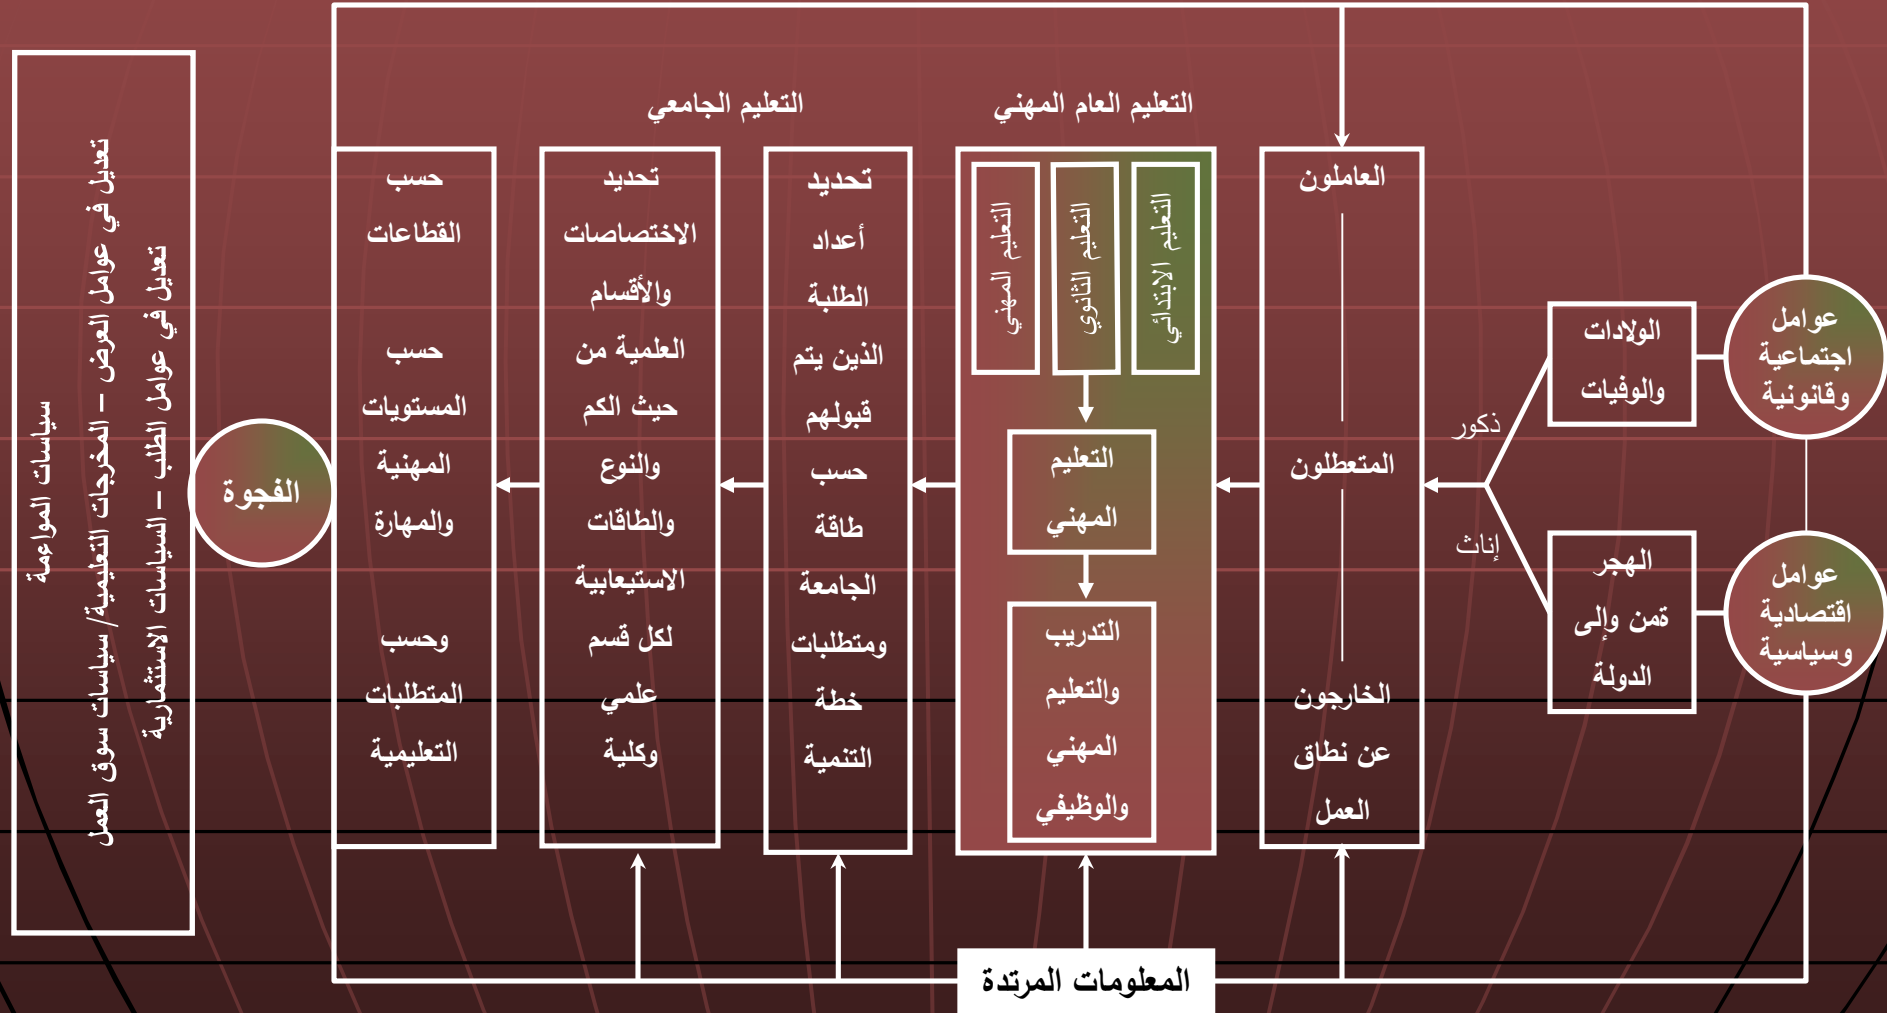 التعليم العام المهني
التعليم الجامعي
عوامل
اجتماعية
وقانونية
عوامل
اقتصادية
وسياسية
الولادات
والوفيات
الهجر
ةمن وإلى
الدولة
ذكور
إناث
العاملون
المتعطلون
الخارجون
عن نطاق
العمل
التعليم الابتدائي
التعليم الثانوي
التعليم المهني
التعليم
المهني
التدريب
والتعليم
المهني
والوظيفي
تحديد
أعداد
الطلبة
الذين يتم
قبولهم
حسب
طاقة
الجامعة
ومتطلبات
خطة
التنمية
تحديد
الاختصاصات
والأقسام
العلمية من
حيث الكم
والنوع
والطاقات
الاستيعابية
لكل قسم
علمي
وكلية
حسب
القطاعات
حسب
المستويات
المهنية
والمهارة
وحسب
المتطلبات
التعليمية
الفجوة
سياسات المواءمة
تعديل في عوامل العرض – المخرجات التعليمية/ سياسات سوق العمل
تعديل في عوامل الطلب – السياسات الاستثمارية
المعلومات المرتدة